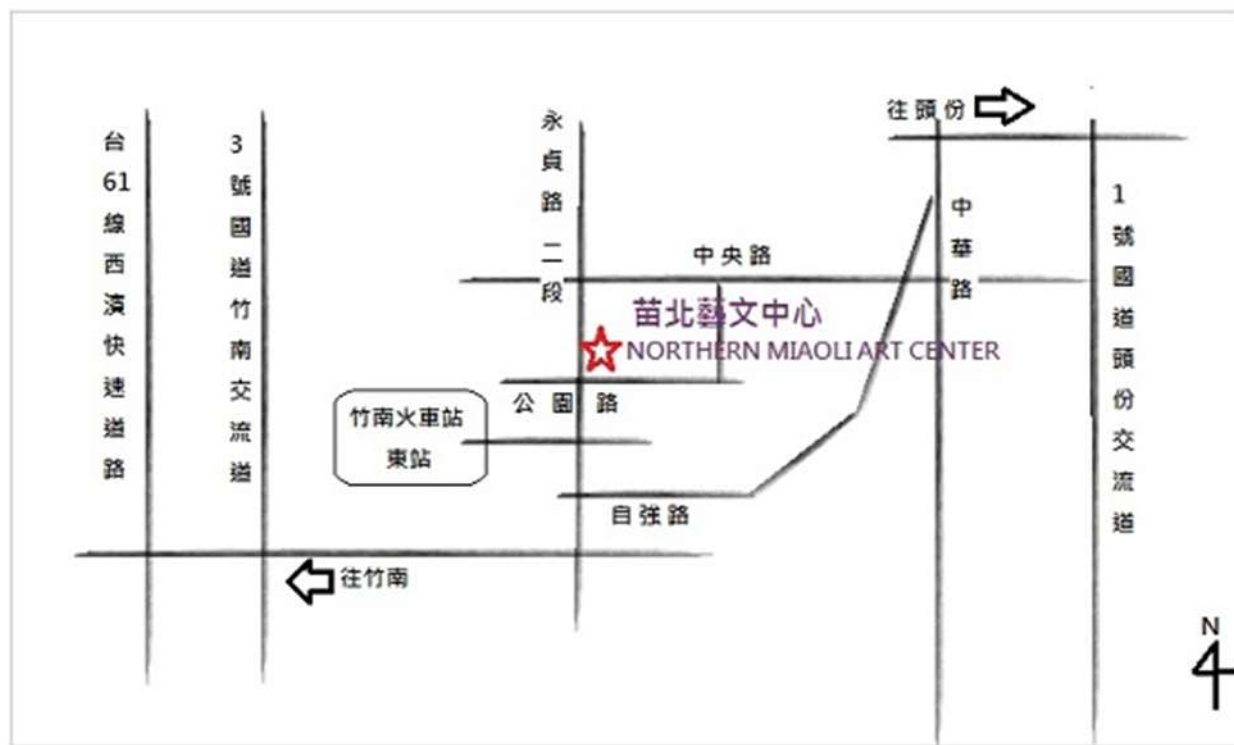 往頭份
台61線西濱快速道路
3號國道竹南交流道
永貞路二段
中華路
1號國道頭份交流道
中央路
苗北藝文中心
NORTHERN MIAOLI ART CENTER
公園路
竹南火車站
東站
自強路
往竹南
N